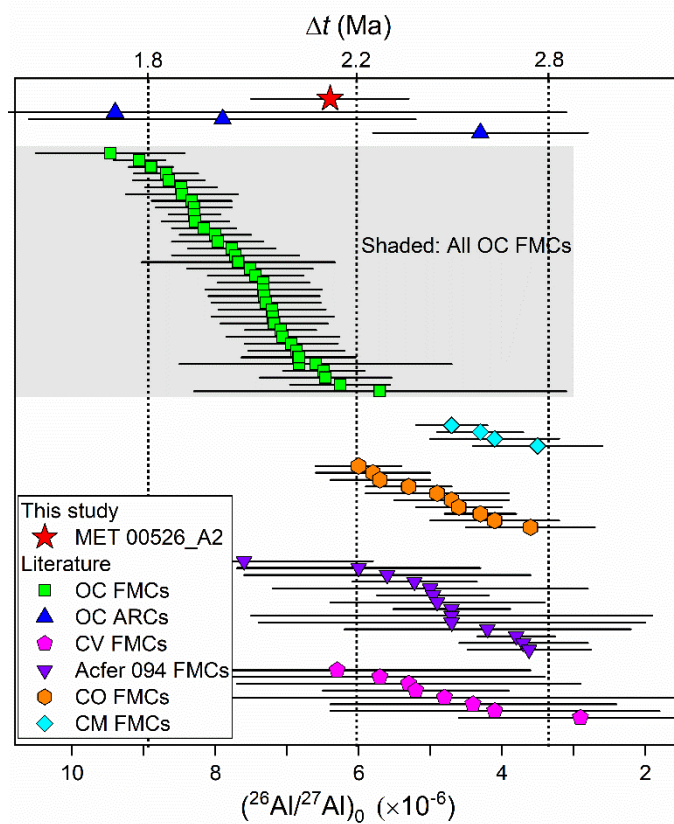 Δt (Ma)
1.8 2.2 2.8
Shaded: All OC FMCs
This study
MET 00526_A2
Literature
OC FMCs
OC ARCs
CV FMCs
Acfer 094 FMCs
CO FMCs
CM FMCs
10 8 6 4 2
(²⁶Al/²⁷Al)₀ (×10⁻⁶)